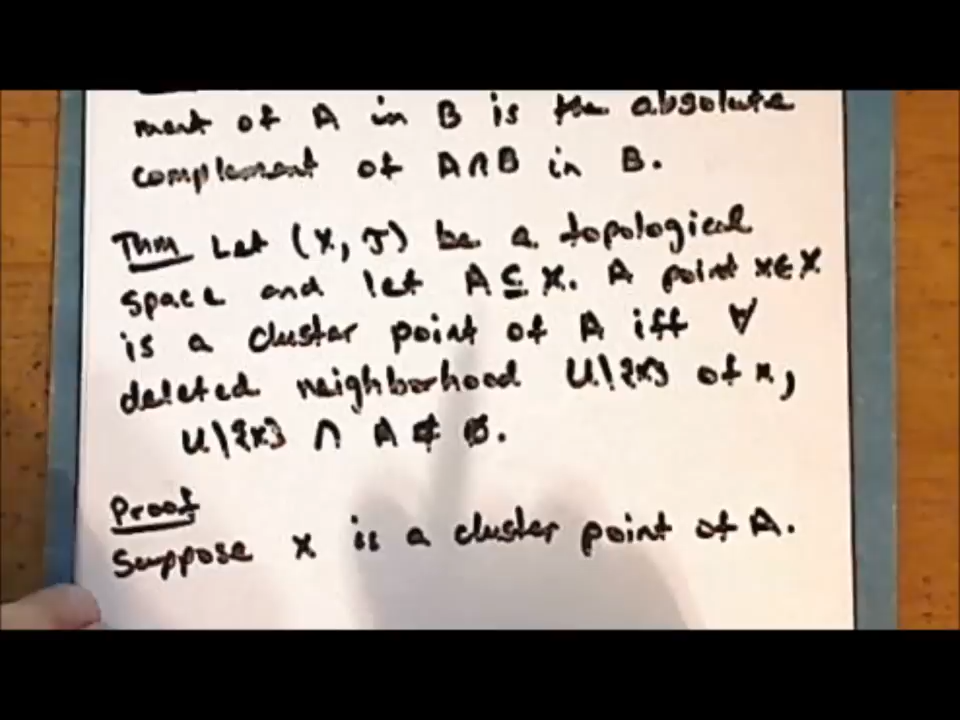 ment of A in B is the absolute
complement of A∩B in B.
Thm Let (X, 𝒯) be a topological
space and let A ⊆ X. A point x∈X
is a cluster point of A iff ∀
deleted neighborhood U\{x} of x,
U\{x} ∩ A ≠ ∅.
Proof
Suppose x is a cluster point of A.